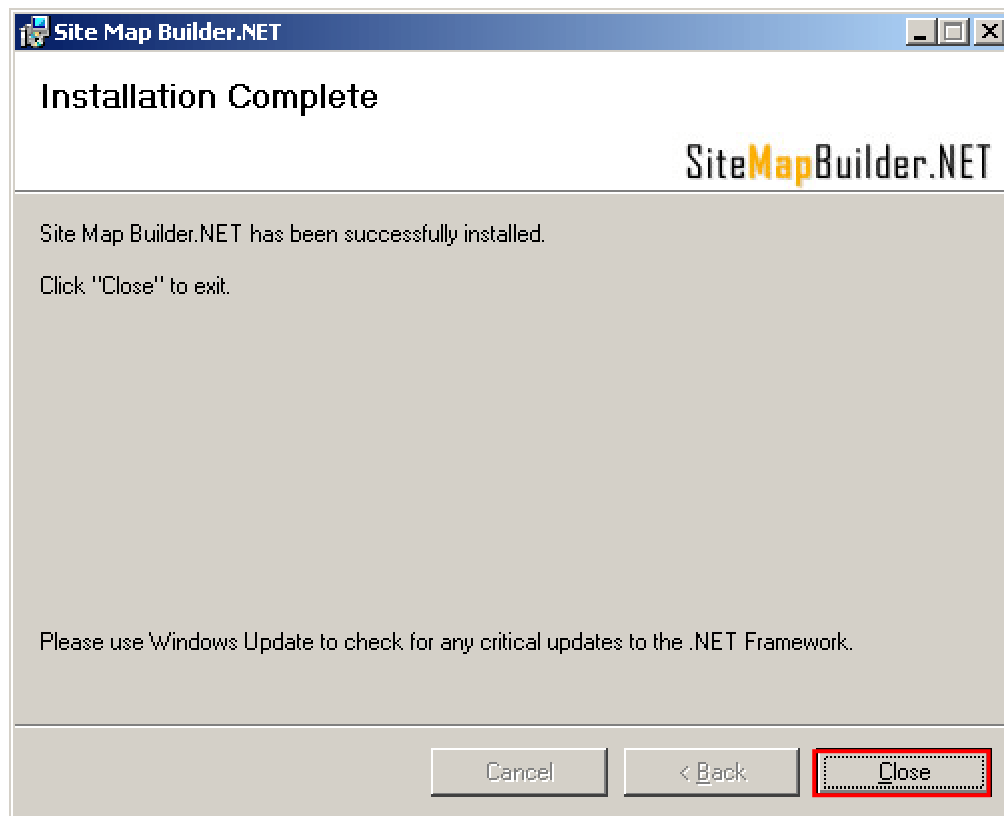 Site Map Builder.NET
Installation Complete
SiteMapBuilder.NET
Site Map Builder.NET has been successfully installed.
Click "Close" to exit.
Please use Windows Update to check for any critical updates to the .NET Framework.
Cancel < Back Close